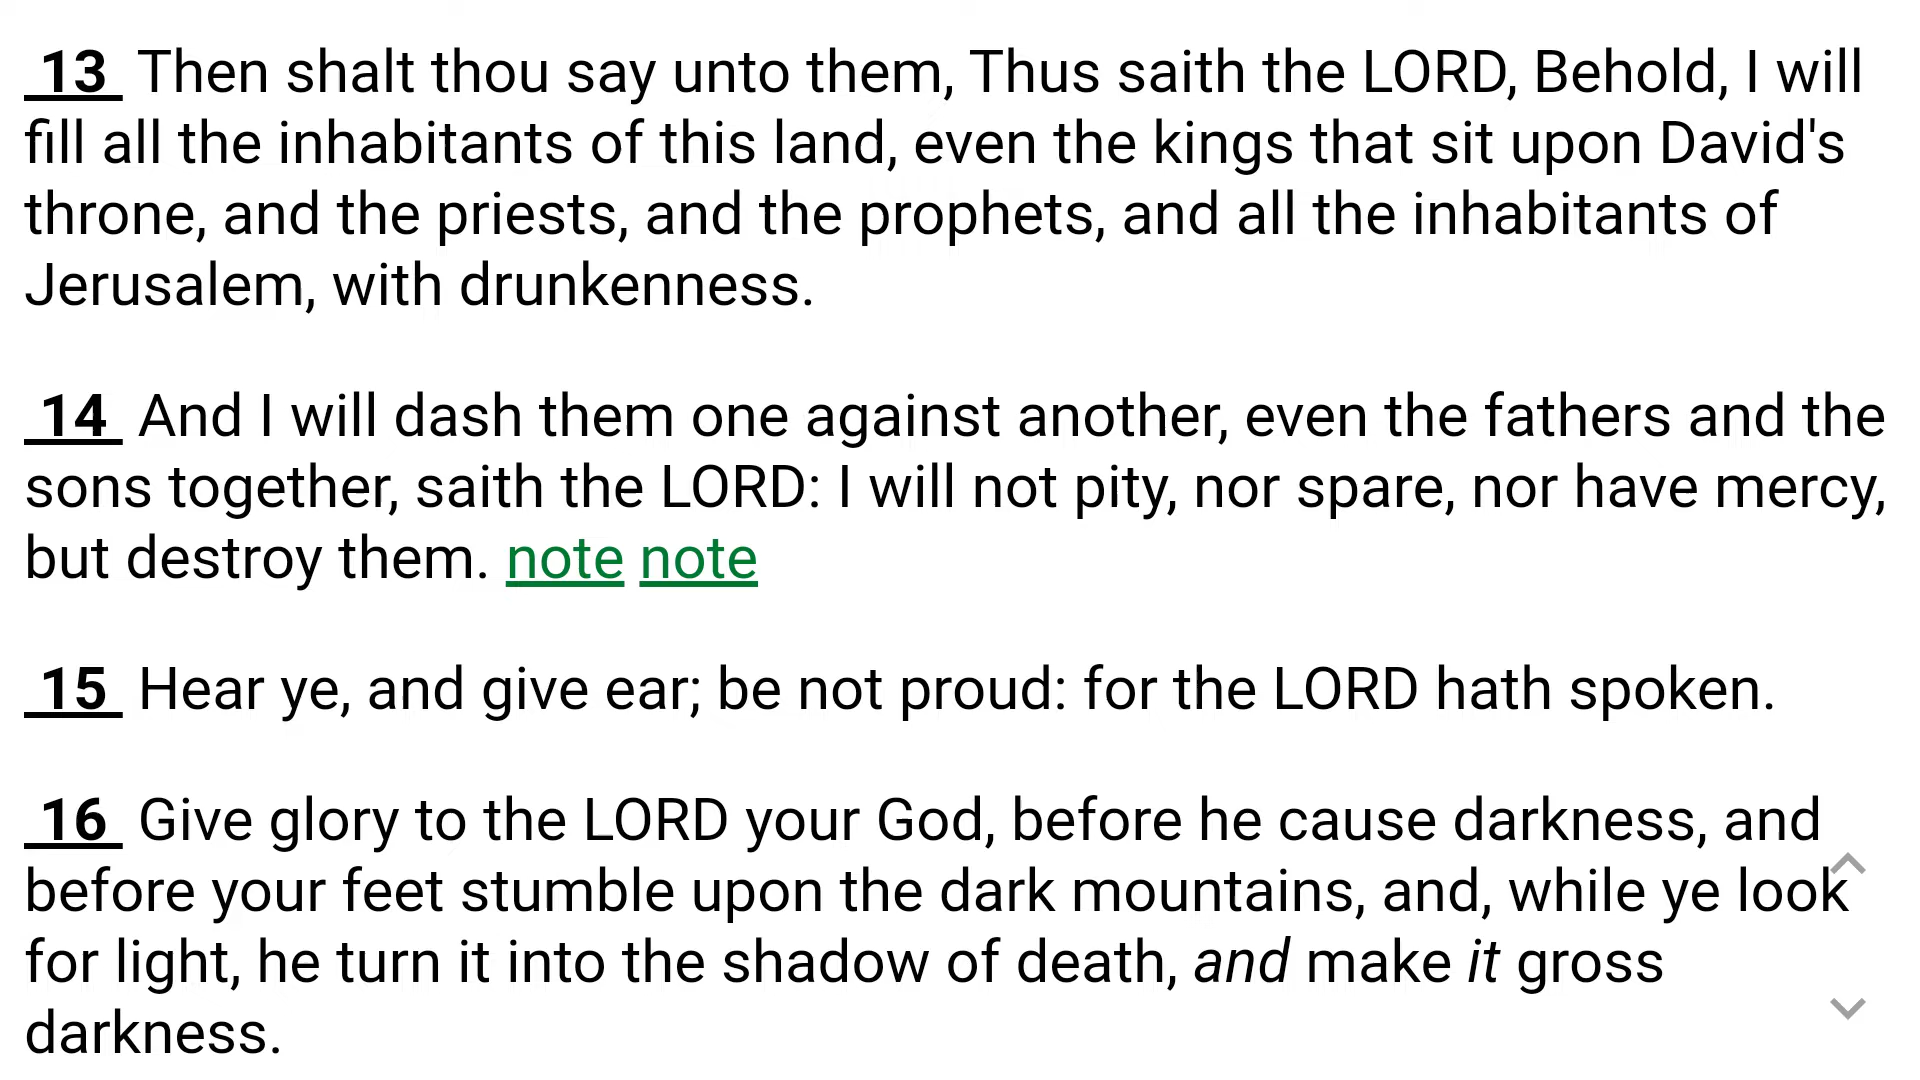 13 Then shalt thou say unto them, Thus saith the LORD, Behold, I will
fill all the inhabitants of this land, even the kings that sit upon David's
throne, and the priests, and the prophets, and all the inhabitants of
Jerusalem, with drunkenness.
14 And I will dash them one against another, even the fathers and the
sons together, saith the LORD: I will not pity, nor spare, nor have mercy,
but destroy them. note note
15 Hear ye, and give ear; be not proud: for the LORD hath spoken.
16 Give glory to the LORD your God, before he cause darkness, and
before your feet stumble upon the dark mountains, and, while ye look
for light, he turn it into the shadow of death, and make it gross
darkness.